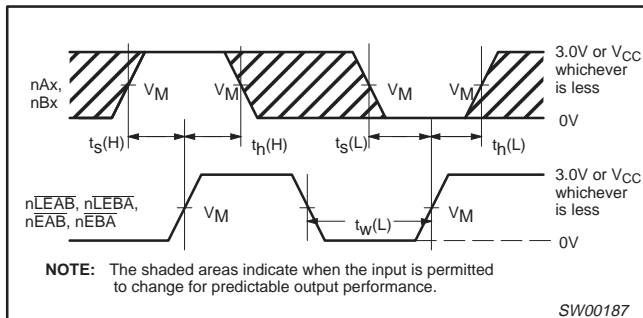 nAx,
nBx
VM
VM
VM
VM
3.0V or VCC
whichever
is less
0V
ts(H)
th(H)
ts(L)
th(L)
nLEAB, nLEBA,
nEAB, nEBA
VM
tw(L)
VM
3.0V or VCC
whichever
is less
0V
NOTE: The shaded areas indicate when the input is permitted
to change for predictable output performance.
SW00187